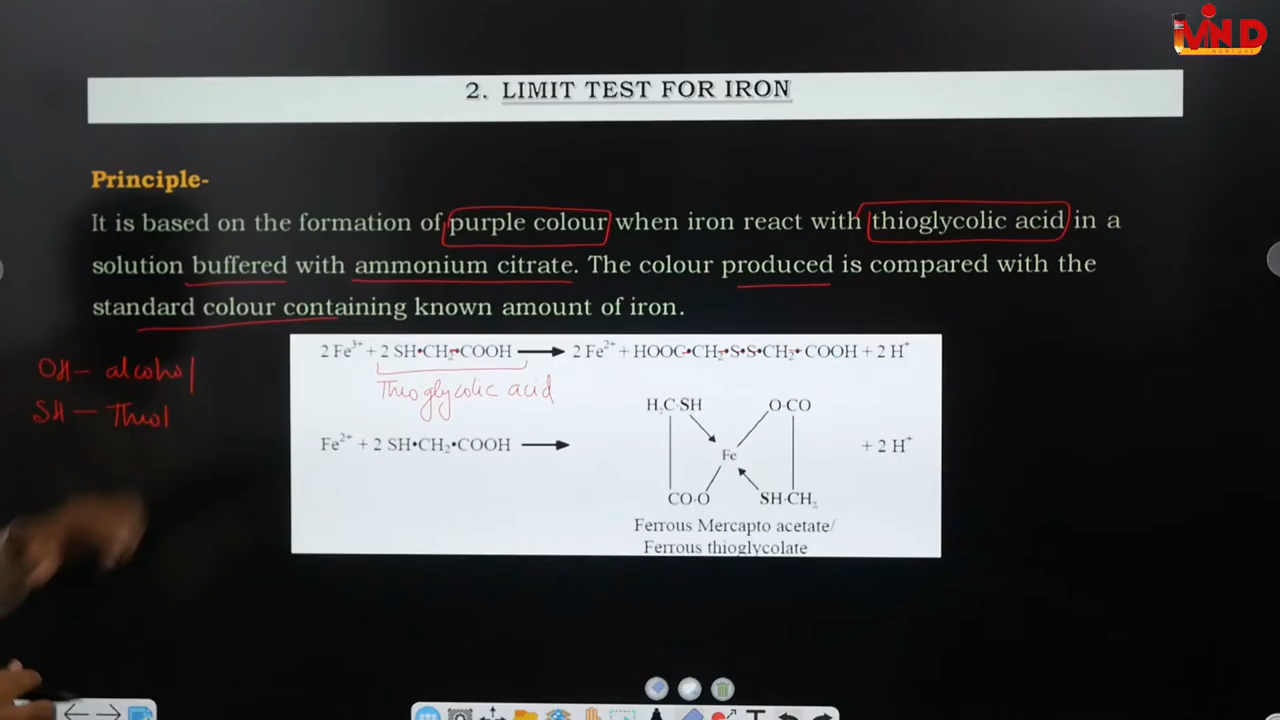 MIND
NURTURE
2. LIMIT TEST FOR IRON
Principle-
It is based on the formation of purple colour when iron react with thioglycolic acid in a
solution buffered with ammonium citrate. The colour produced is compared with the
standard colour containing known amount of iron.
2 Fe³⁺ + 2 SH•CH₂•COOH ⟶ 2 Fe²⁺ + HOOC•CH₂•S•S•CH₂•COOH + 2 H⁺
Thioglycolic acid
OH - alcohol
SH - Thiol
H₂C·SH O·CO
Fe²⁺ + 2 SH•CH₂•COOH ⟶ Fe + 2 H⁺
CO·O SH·CH₂
Ferrous Mercapto acetate/
Ferrous thioglycolate